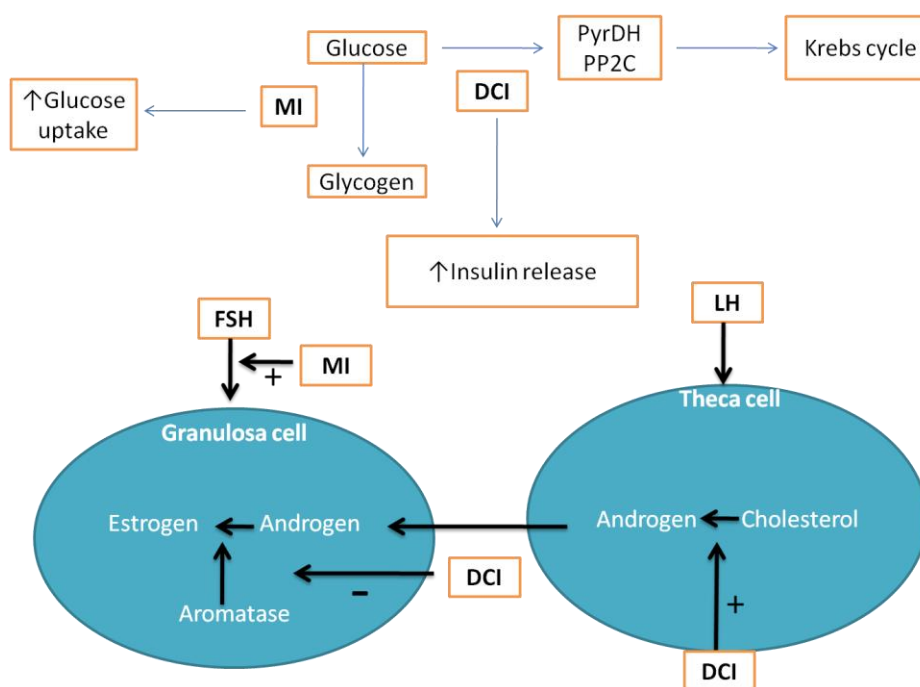 Glucose
PyrDH
PP2C
Krebs cycle
↑Glucose
uptake
MI
DCI
Glycogen
↑Insulin release
FSH
MI
+
LH
Granulosa cell
Theca cell
Estrogen
Androgen
Androgen
Cholesterol
Aromatase
-
DCI
+
DCI